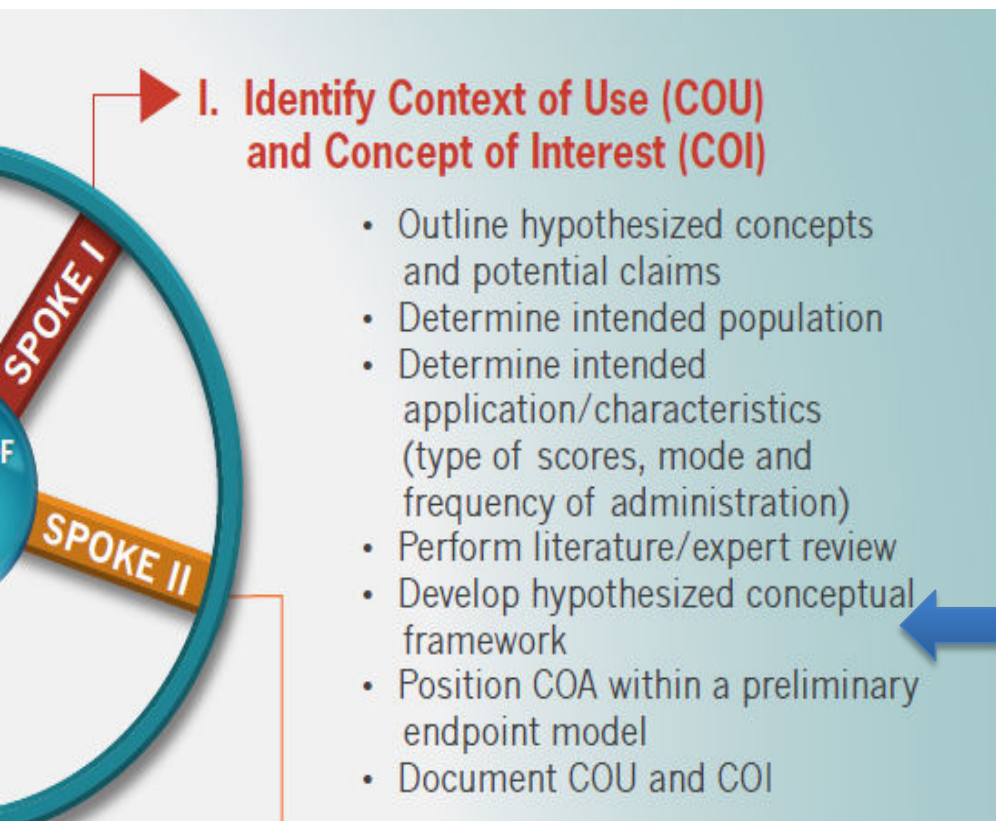 I. Identify Context of Use (COU)
and Concept of Interest (COI)
• Outline hypothesized concepts
and potential claims
• Determine intended population
• Determine intended
application/characteristics
(type of scores, mode and
frequency of administration)
• Perform literature/expert review
• Develop hypothesized conceptual
framework
• Position COA within a preliminary
endpoint model
• Document COU and COI
SPOKE I
F
SPOKE II